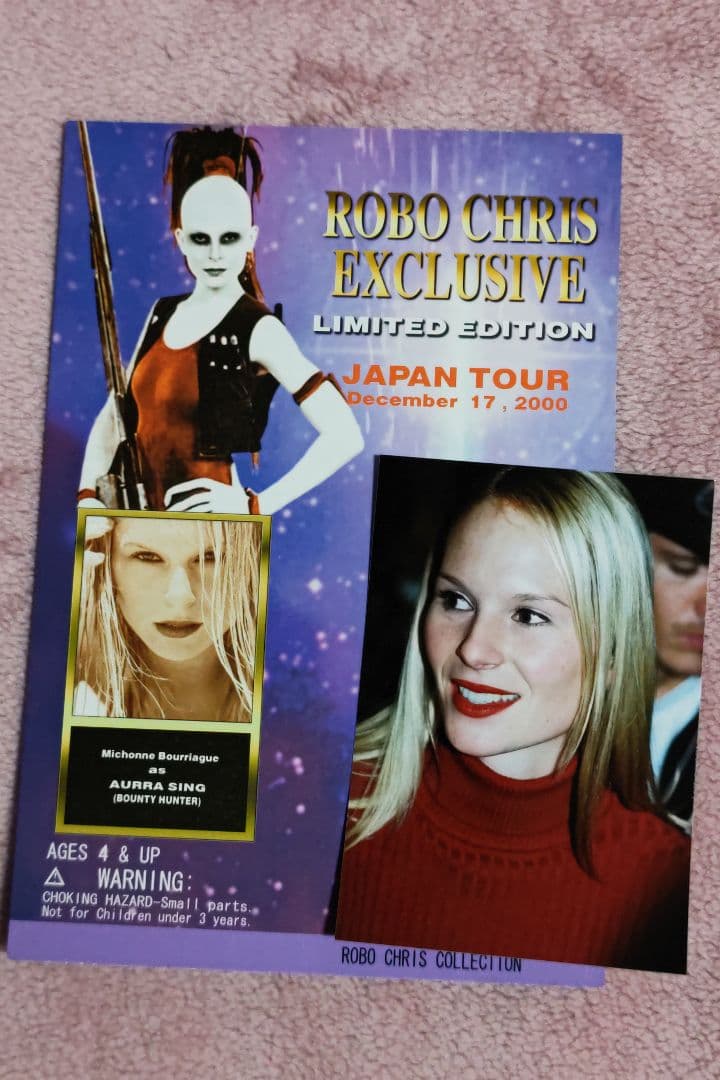 ROBO CHRIS
EXCLUSIVE
LIMITED EDITION
JAPAN TOUR
December 17, 2000
Michonne Bourriague
as
AURRA SING
(BOUNTY HUNTER)
AGES 4 & UP
⚠ WARNING:
CHOKING HAZARD-Small parts.
Not for Children under 3 years.
ROBO CHRIS COLLECTION